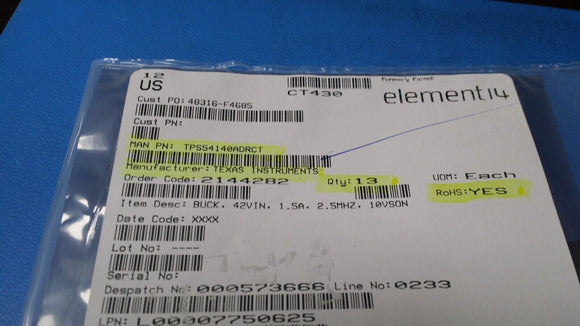 12
US
Formerly Farnell
CT430
element14
Cust PO: 48316-F4685
Cust PN:
MAN PN: TPS54140ADRCT
Manufacturer: TEXAS INSTRUMENTS
Order Code: 2144282 Qty: 13 UOM: Each
RoHS: YES
Item Desc: BUCK, 42VIN, 1.5A, 2.5MHZ, 10VSON
Date Code: XXXX
Lot No: ----
Serial No:
Despatch No: 000573666 Line No: 0233
LPN: L00007750625